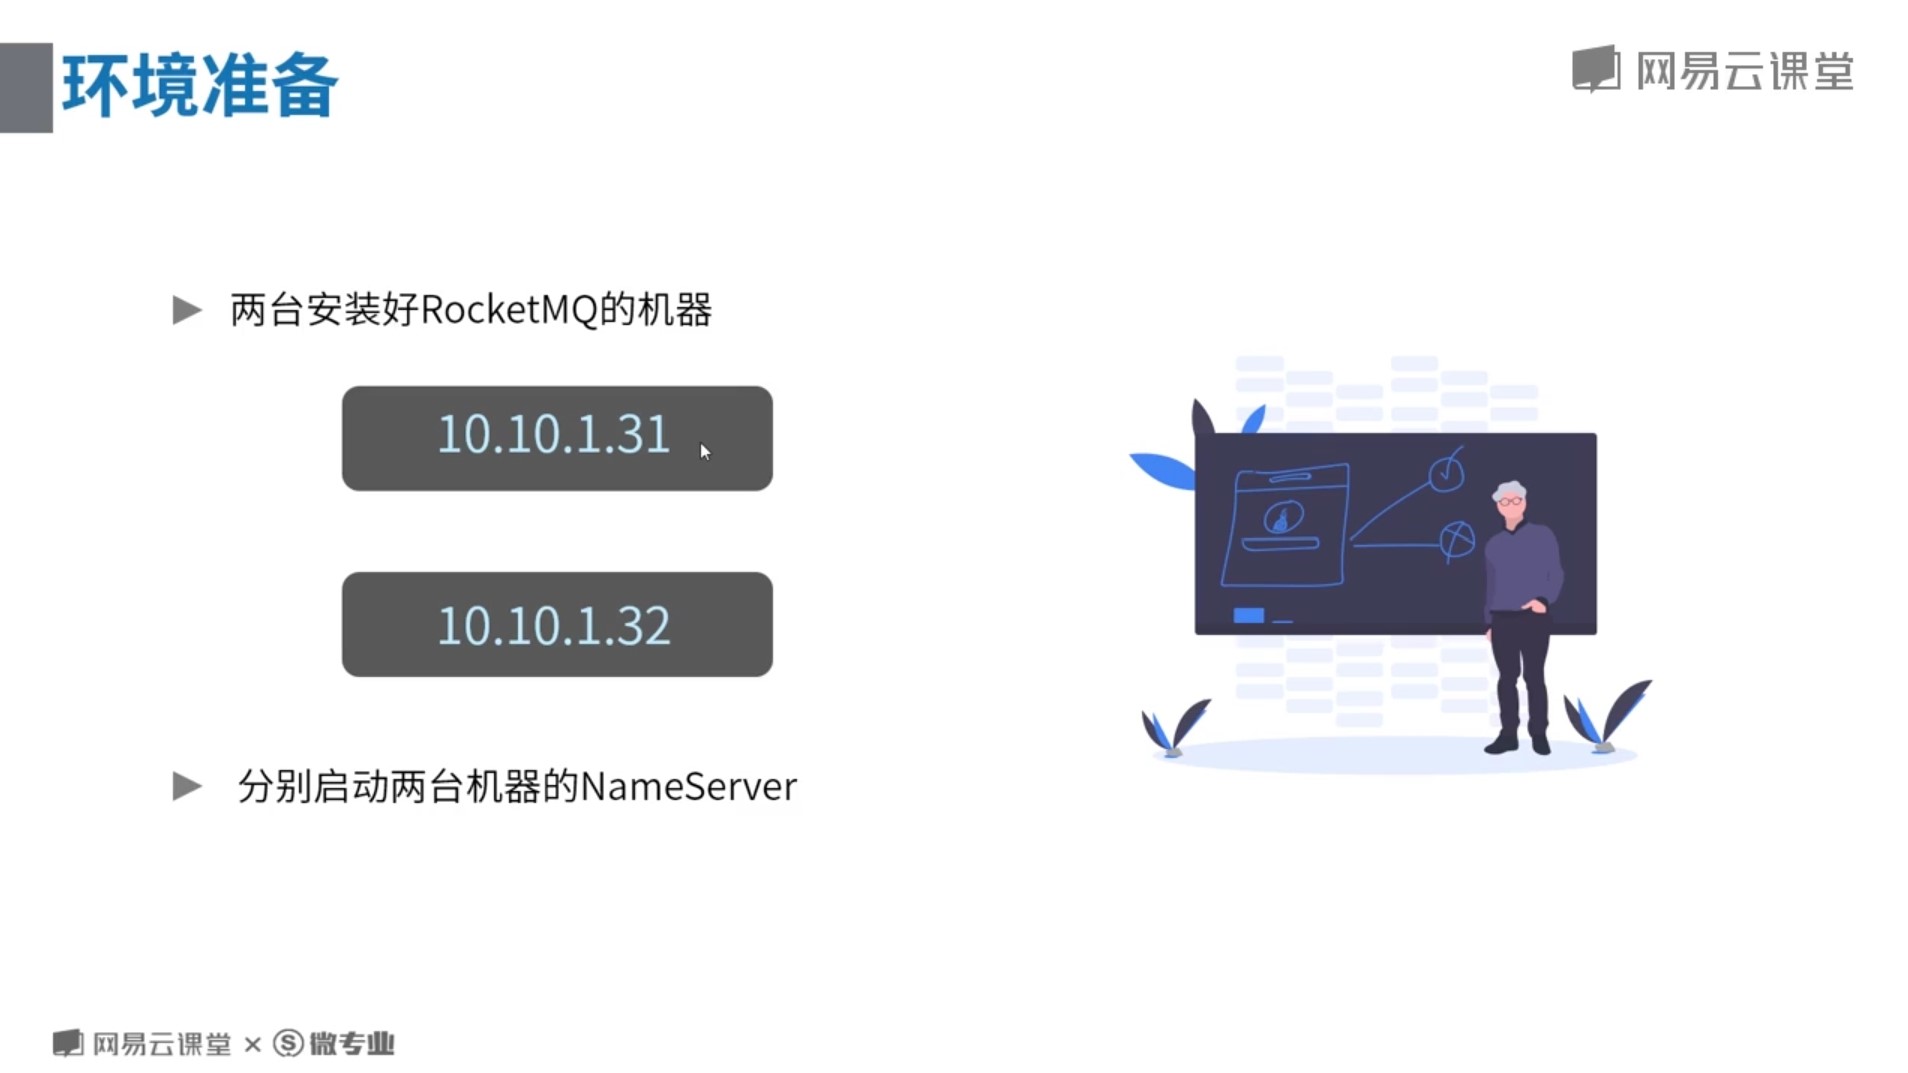 环境准备
网易云课堂
两台安装好RocketMQ的机器
10.10.1.31
10.10.1.32
分别启动两台机器的NameServer
网易云课堂 × 微专业